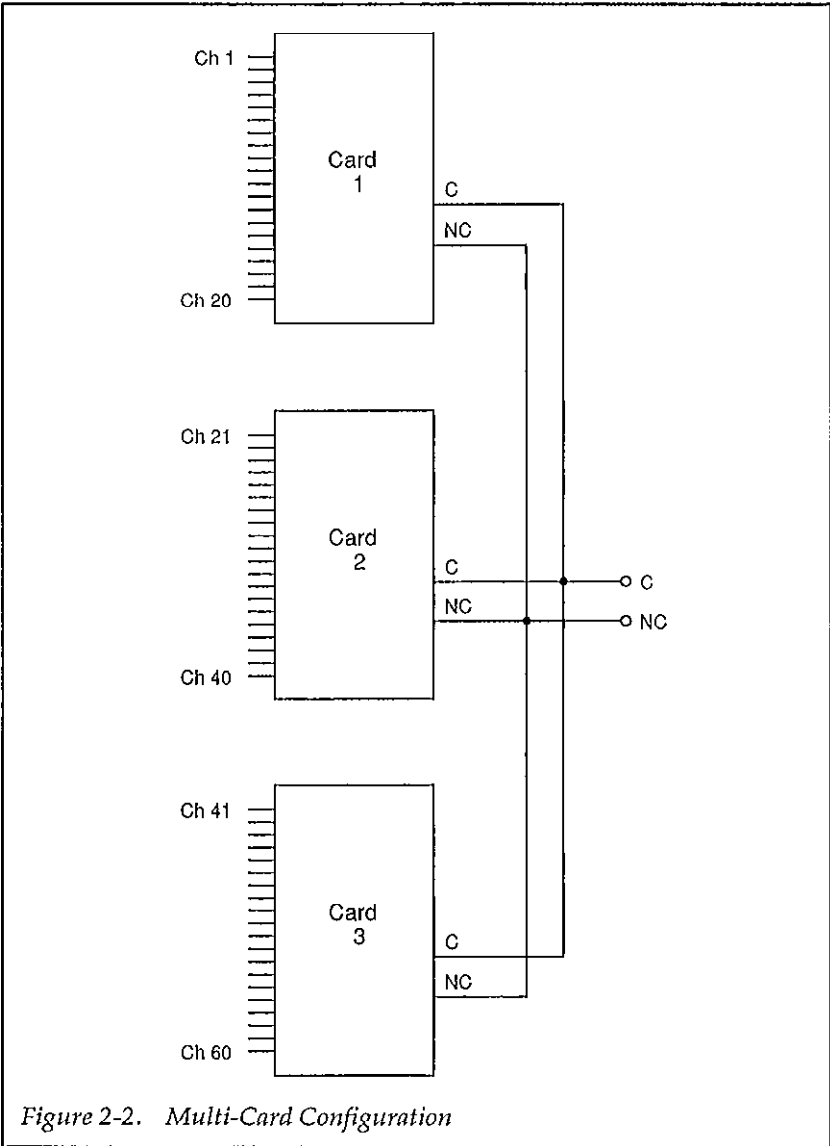 Ch 1
Card
1
C
NC
Ch 20
Ch 21
Card
2
C
C
NC
NC
Ch 40
Ch 41
Card
3
C
NC
Ch 60
Figure 2-2. Multi-Card Configuration